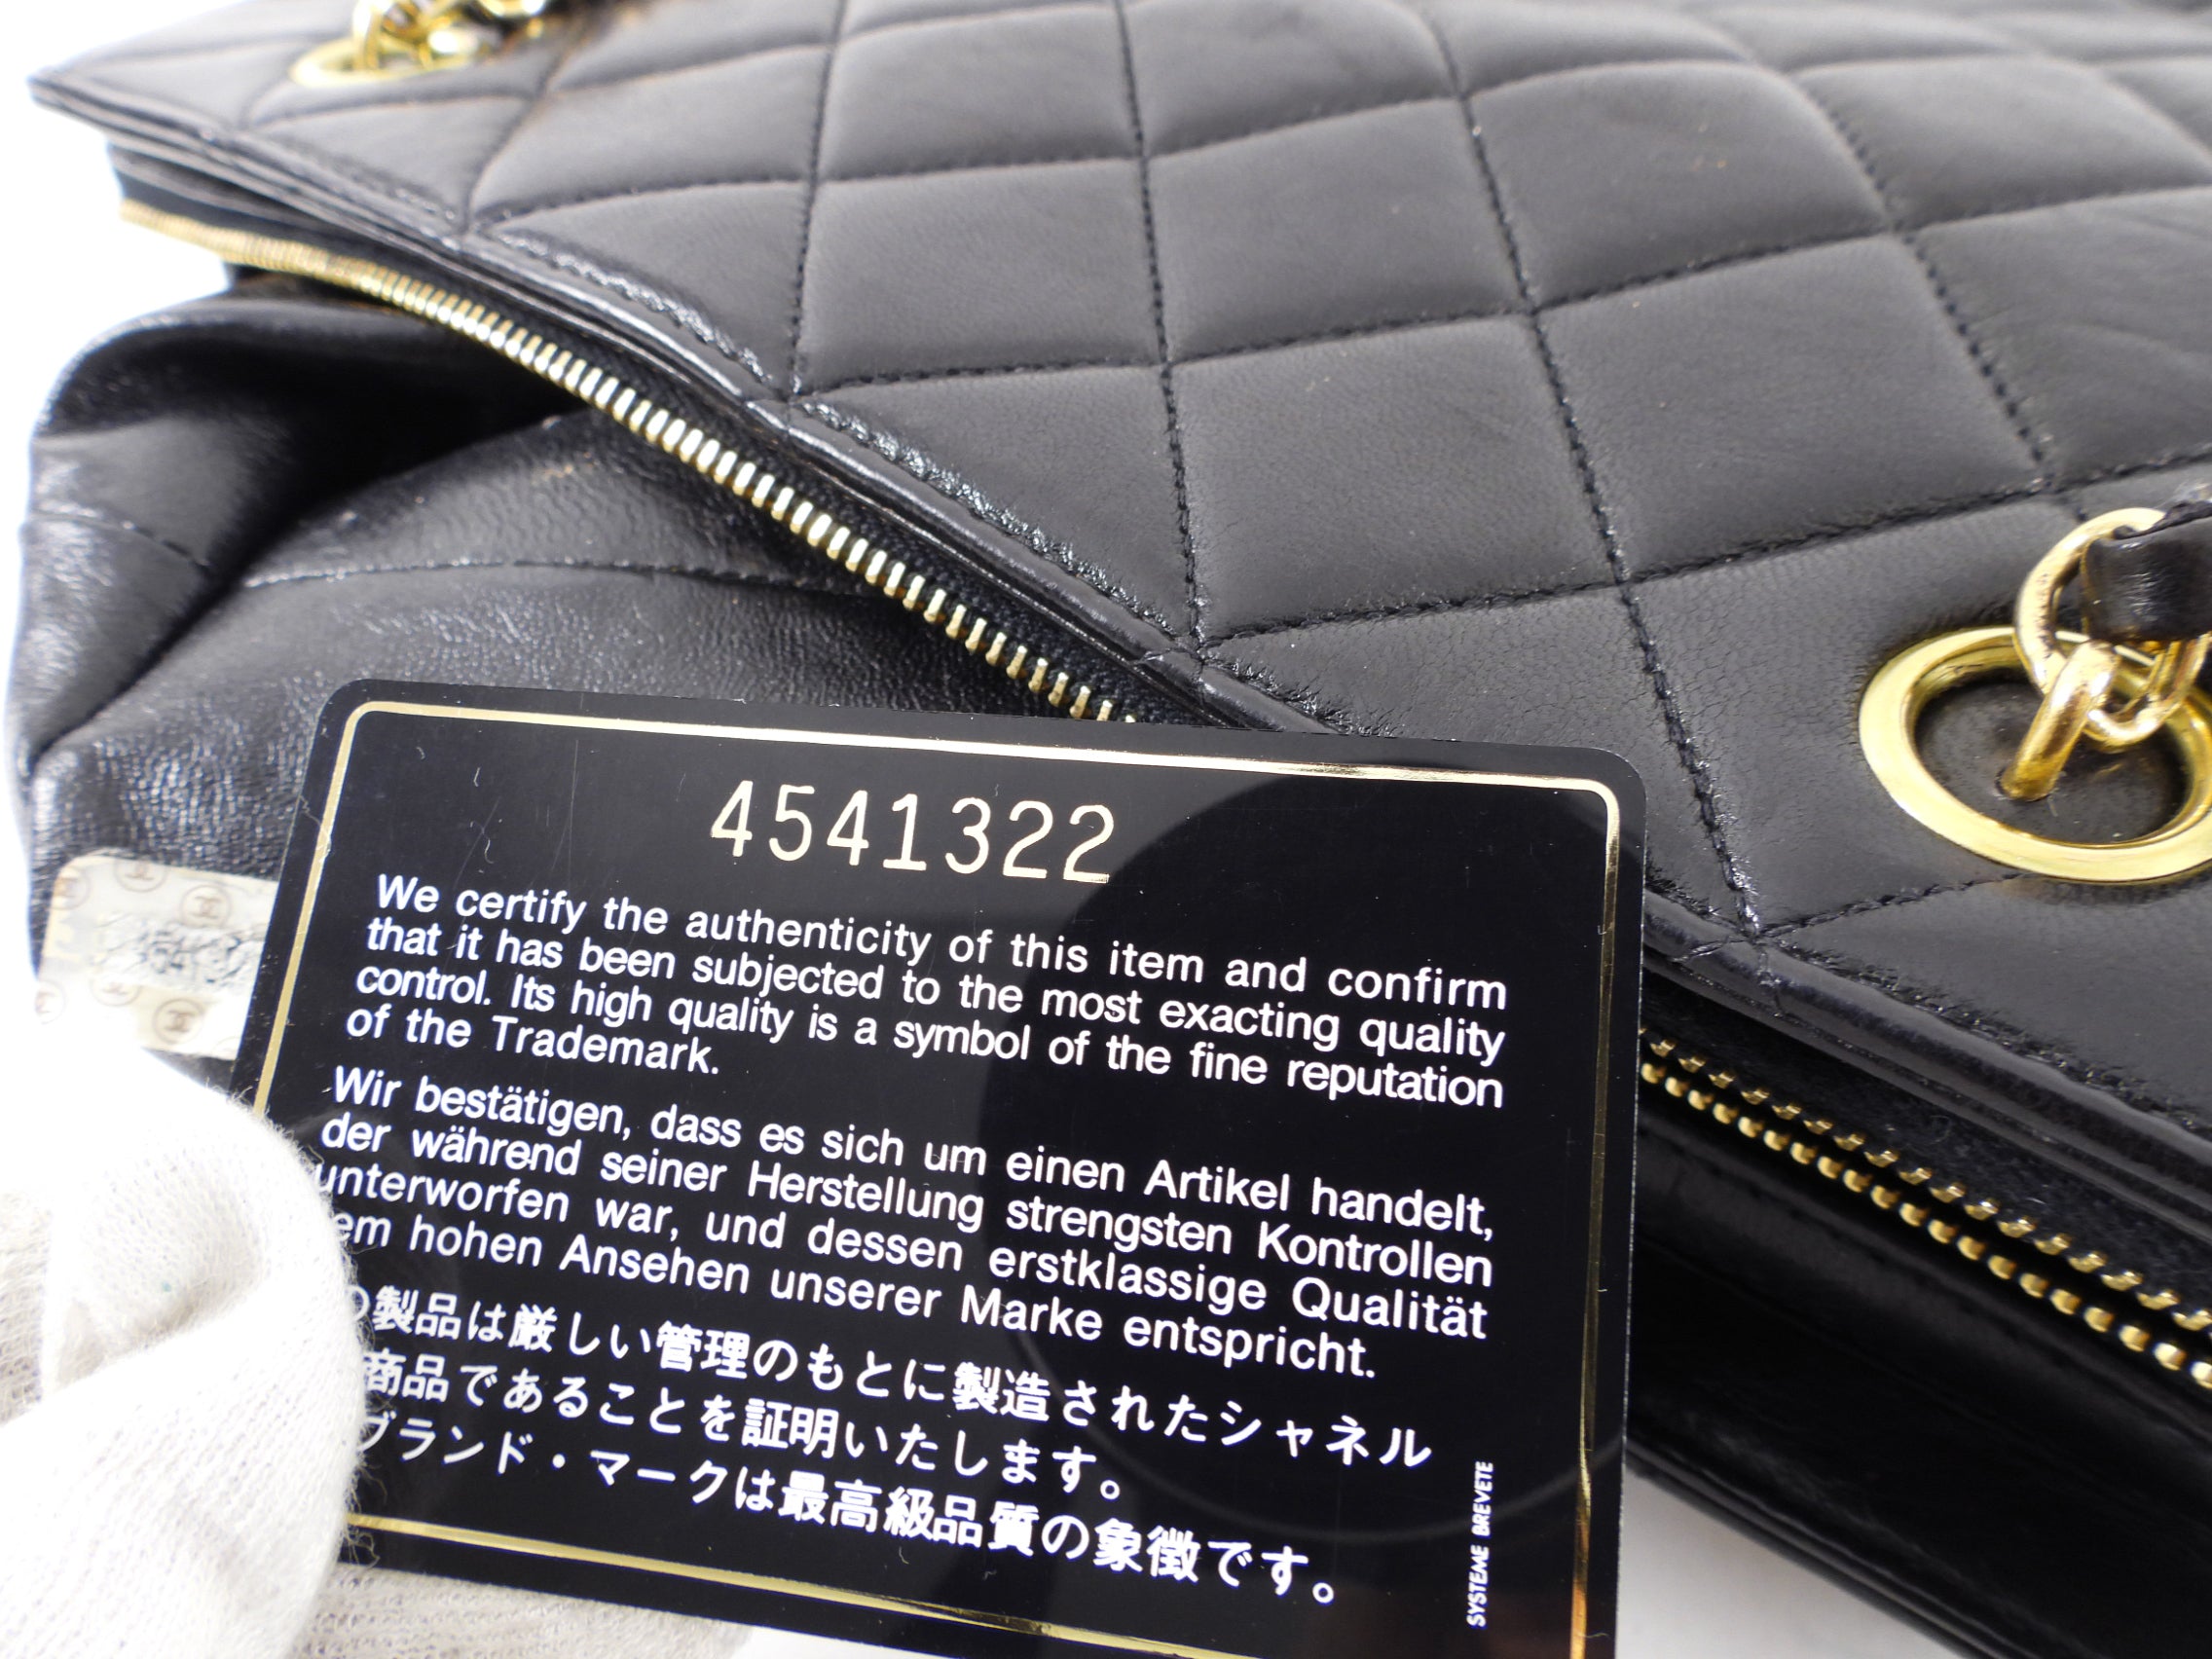 4541322
We certify the authenticity of this item and confirm
that it has been subjected to the most exacting quality
control. Its high quality is a symbol of the fine reputation
of the Trademark.
Wir bestätigen, dass es sich um einen Artikel handelt,
der während seiner Herstellung strengsten Kontrollen
unterworfen war, und dessen erstklassige Qualität
em hohen Ansehen unserer Marke entspricht.
の製品は厳しい管理のもとに製造されたシャネル
商品であることを証明いたします。
ブランド・マークは最高級品質の象徴です。
SYSTEME BREVETE